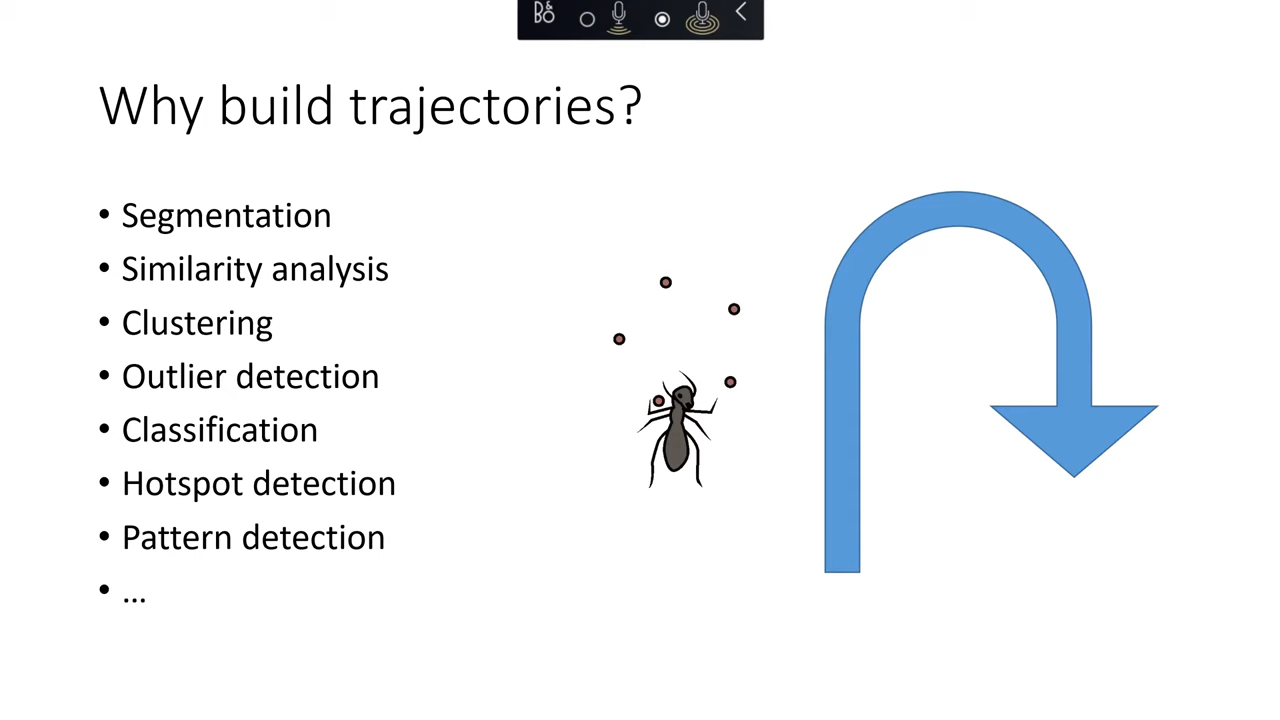 B&O
Why build trajectories?
• Segmentation
• Similarity analysis
• Clustering
• Outlier detection
• Classification
• Hotspot detection
• Pattern detection
• ...